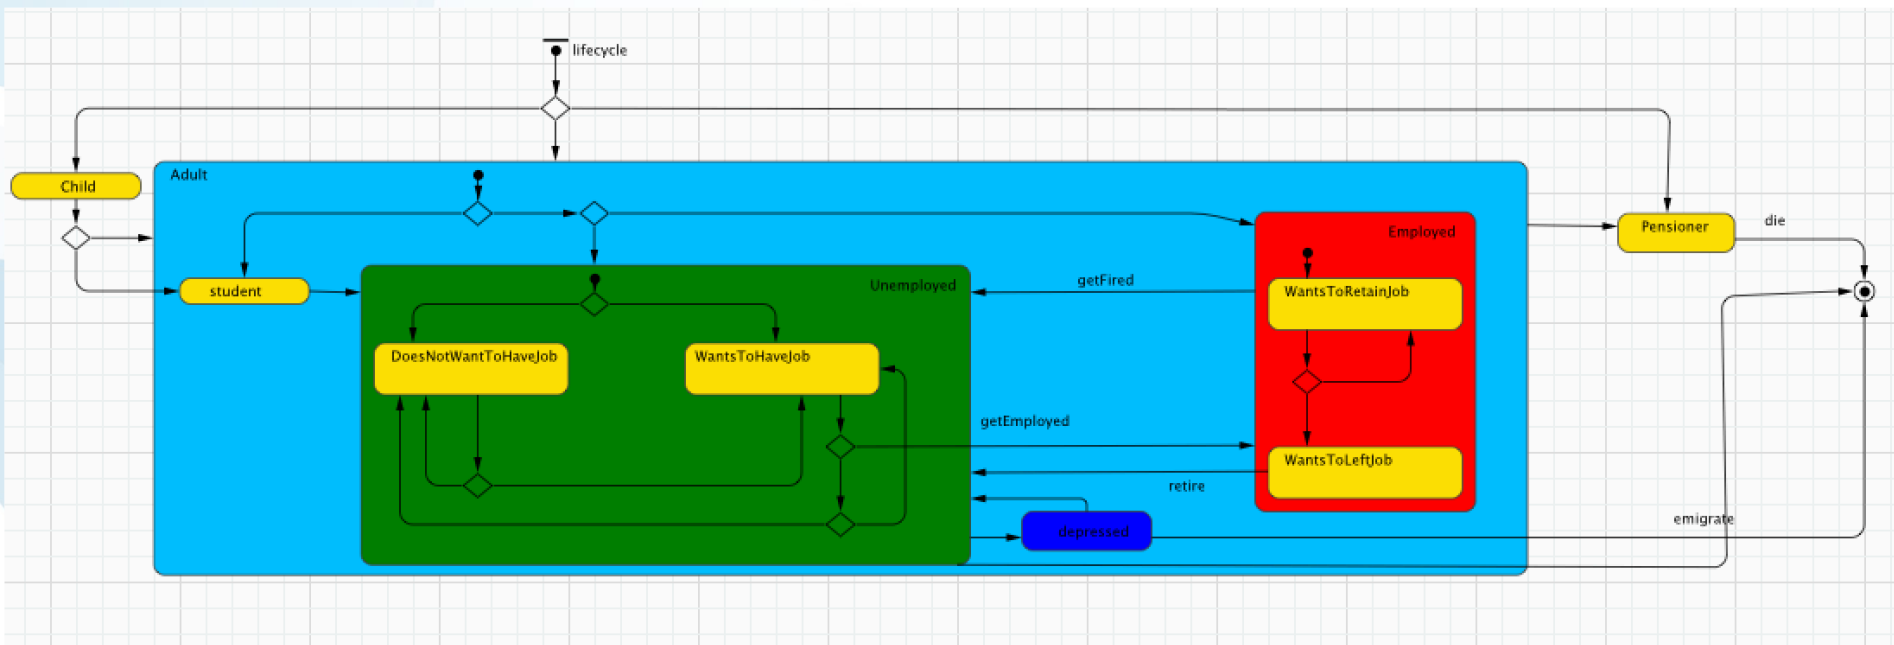 lifecycle
Adult
Child
die
Pensioner
Employed
getFired
Unemployed
student
WantsToRetainJob
DoesNotWantToHaveJob
WantsToHaveJob
getEmployed
WantsToLeftJob
retire
emigrate
depressed